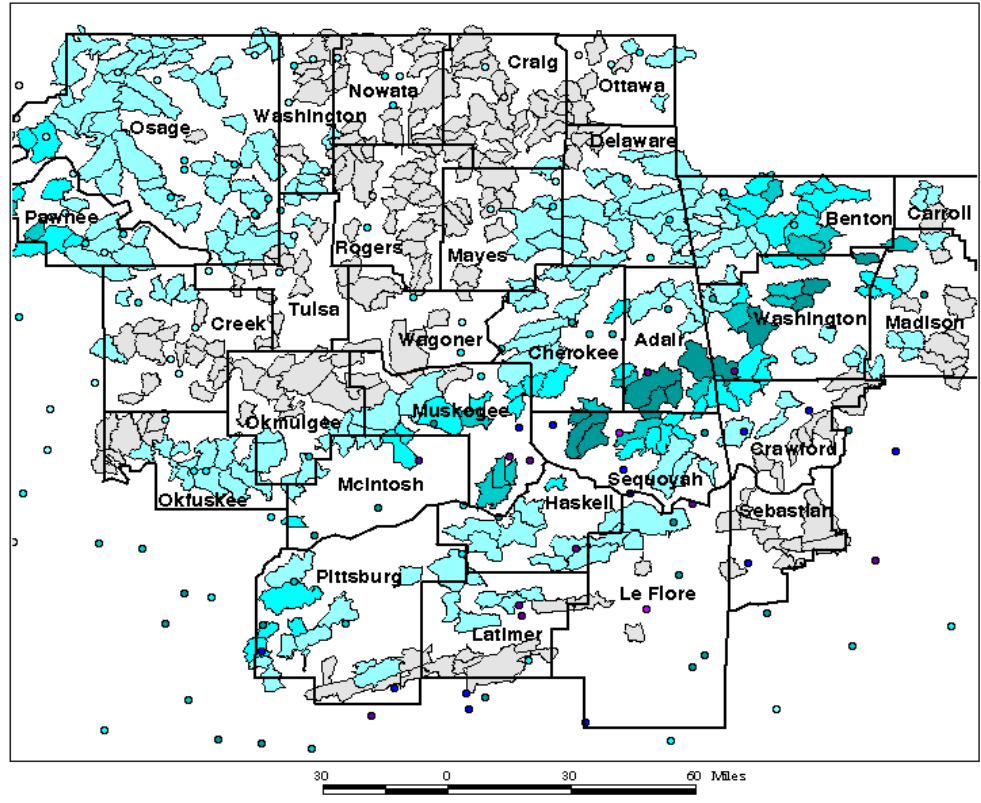 Craig
Ottawa
Nowata
Washington
Osage
Delaware
Pawnee
Benton
Carroll
Rogers
Mayes
Tulsa
Creek
Washington
Madison
Wagoner
Cherokee
Adair
Muskogee
Okmulgee
Crawford
Sequoyah
McIntosh
Okfuskee
Haskell
Sebastian
Pittsburg
Le Flore
Latimer
30 0 30 60 Miles